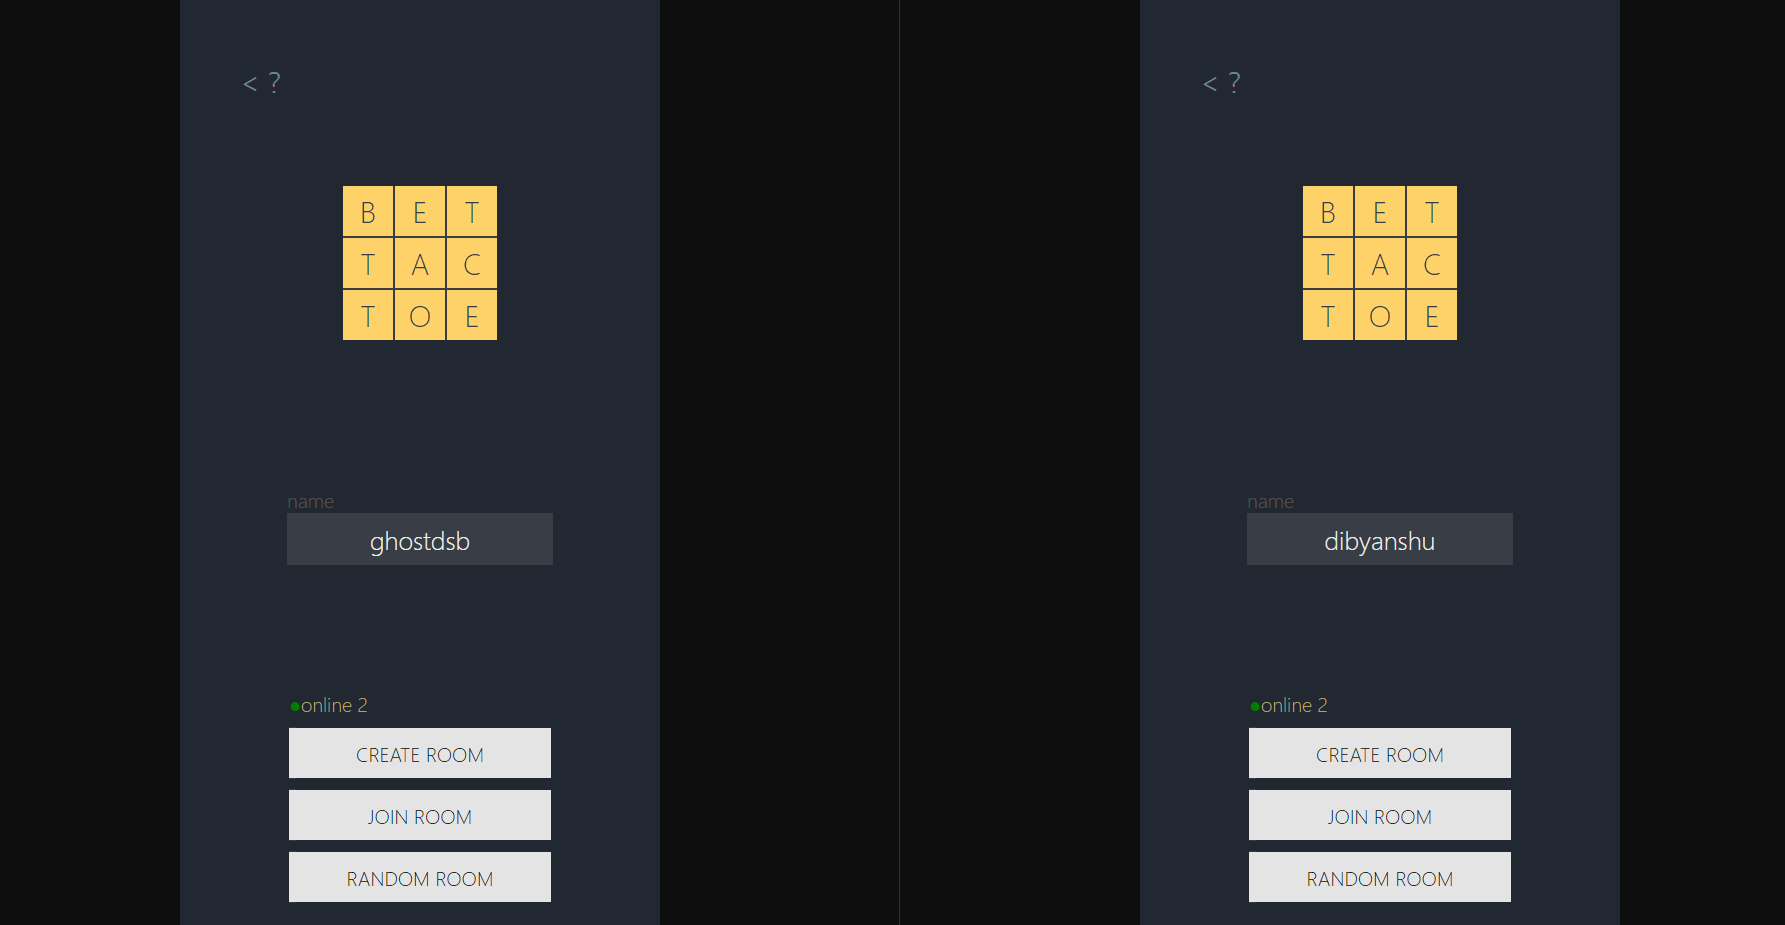 < ?
B E T
T A C
T O E
name
ghostdsb
online 2
CREATE ROOM
JOIN ROOM
RANDOM ROOM
< ?
B E T
T A C
T O E
name
dibyanshu
online 2
CREATE ROOM
JOIN ROOM
RANDOM ROOM